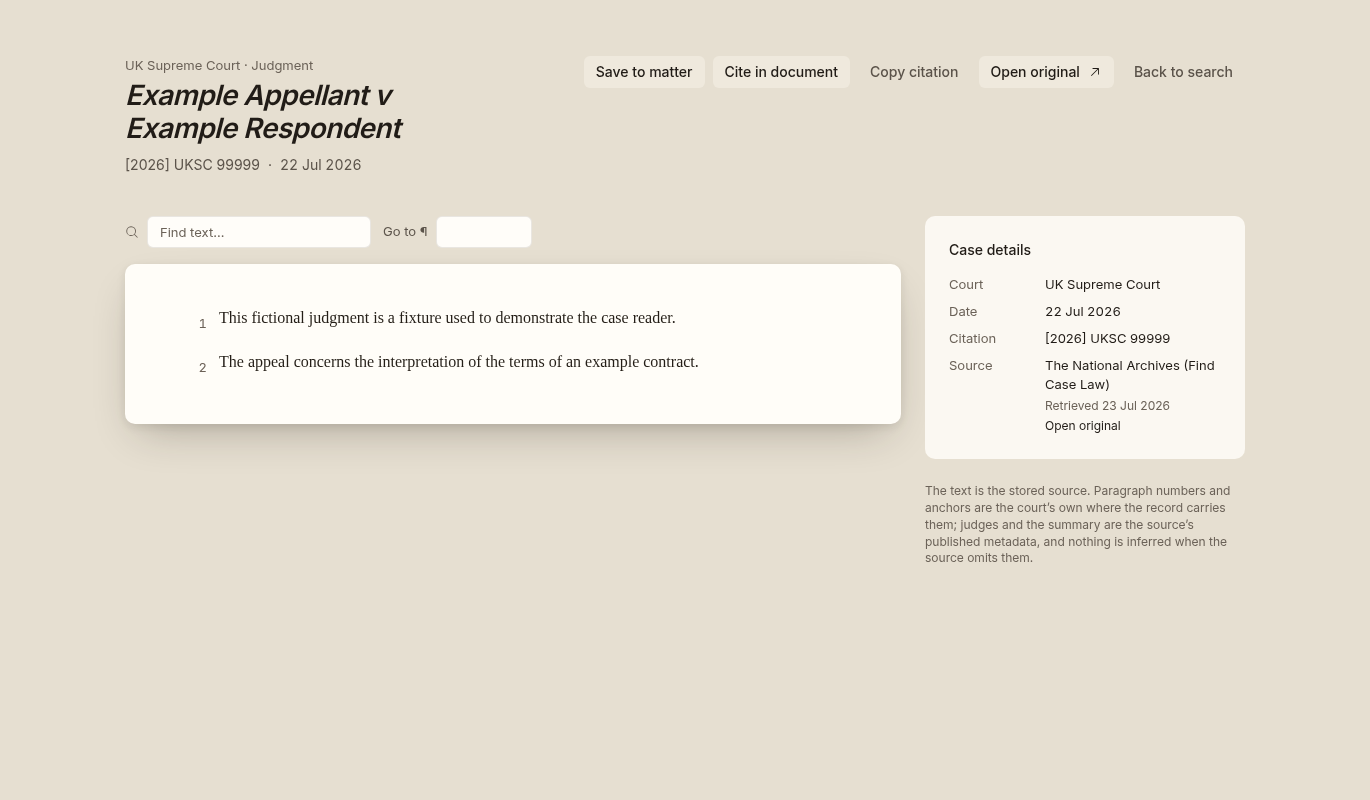 UK Supreme Court · Judgment
Example Appellant v
Example Respondent
[2026] UKSC 99999 · 22 Jul 2026
Save to matter
Cite in document
Copy citation
Open original
Back to search
Find text...
Go to ¶
1 This fictional judgment is a fixture used to demonstrate the case reader.
2 The appeal concerns the interpretation of the terms of an example contract.
Case details
Court UK Supreme Court
Date 22 Jul 2026
Citation [2026] UKSC 99999
Source The National Archives (Find
Case Law)
Retrieved 23 Jul 2026
Open original
The text is the stored source. Paragraph numbers and
anchors are the court’s own where the record carries
them; judges and the summary are the source’s
published metadata, and nothing is inferred when the
source omits them.